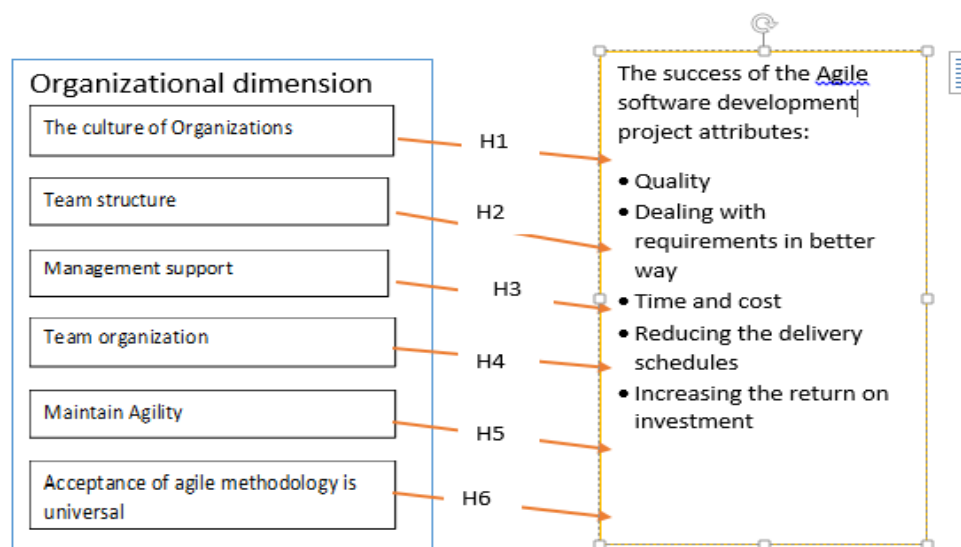 Organizational dimension
The culture of Organizations
H1
Team structure
H2
Management support
H3
Team organization
H4
Maintain Agility
H5
Acceptance of agile methodology is
universal
H6
The success of the Agile
software development
project attributes:
• Quality
• Dealing with
requirements in better
way
• Time and cost
• Reducing the delivery
schedules
• Increasing the return on
investment